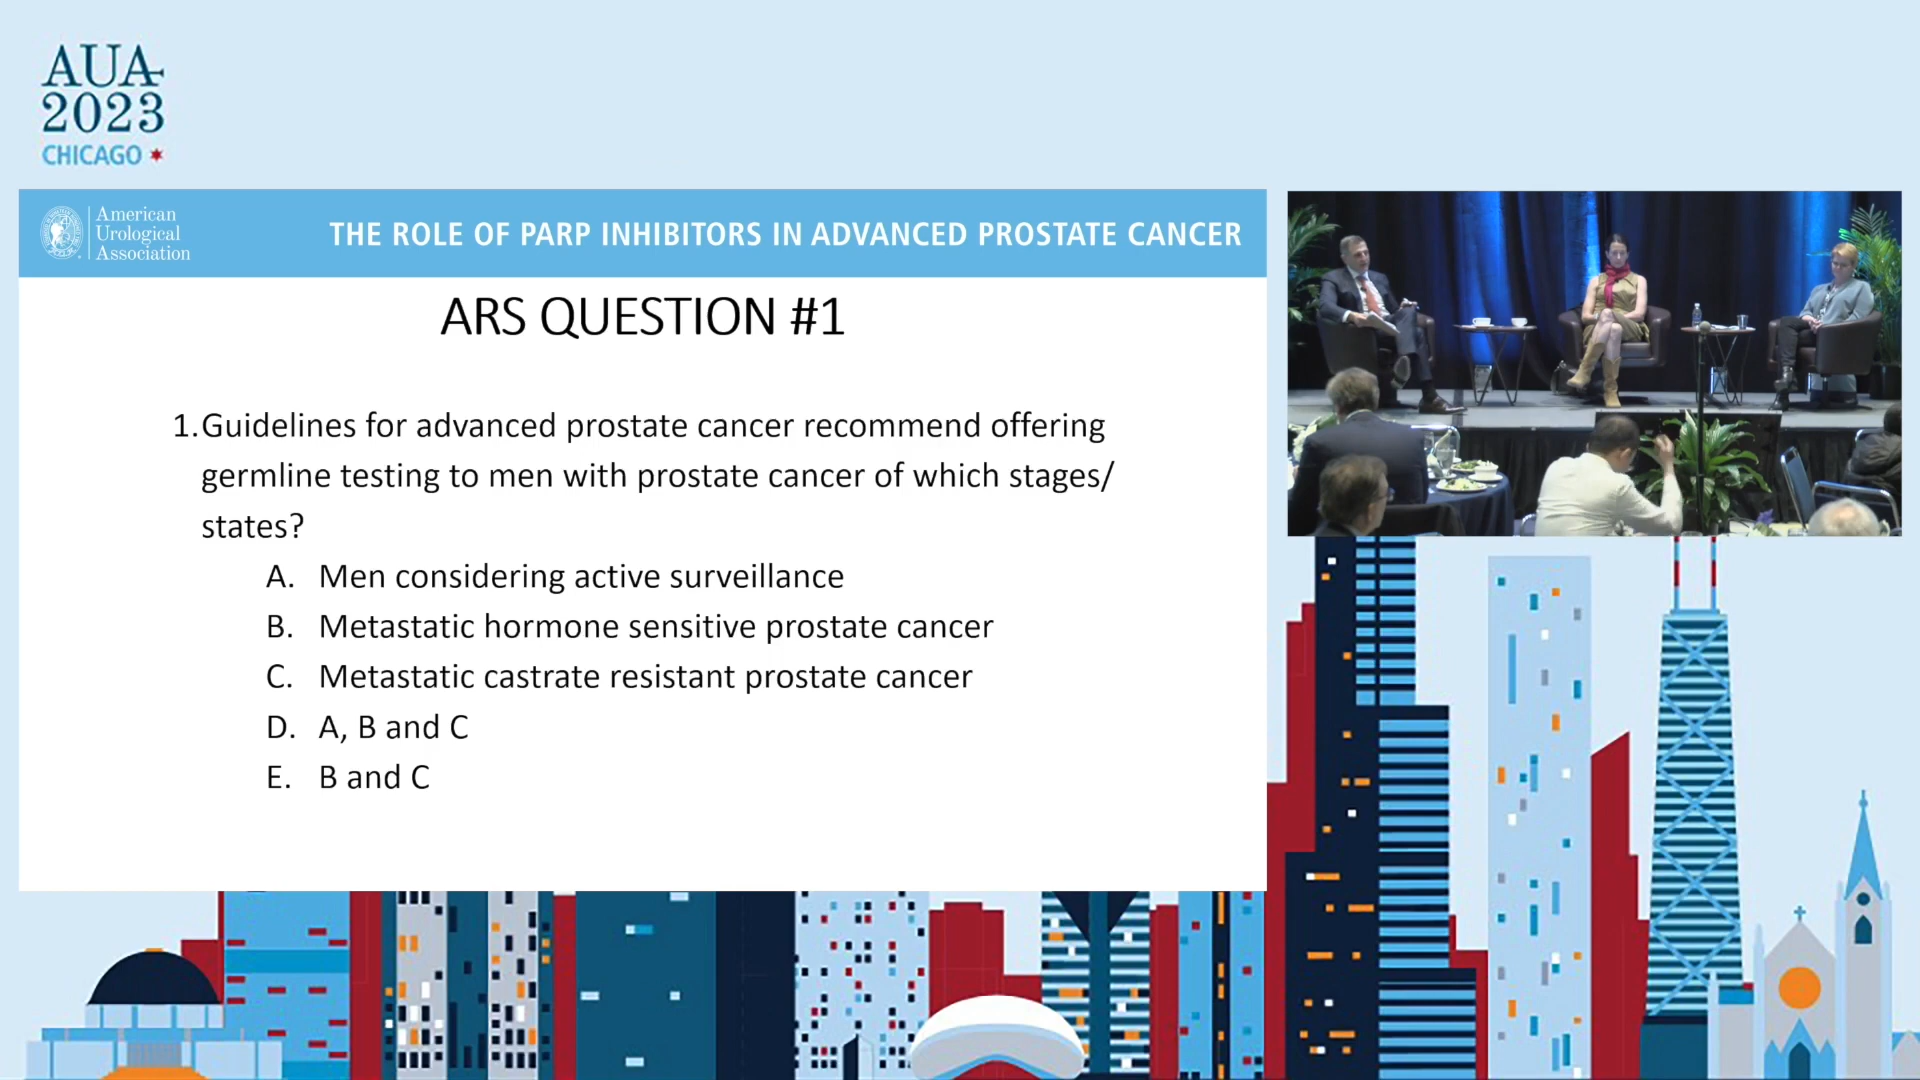 AUA
2023
CHICAGO
American
Urological
Association
THE ROLE OF PARP INHIBITORS IN ADVANCED PROSTATE CANCER
ARS QUESTION #1
1.Guidelines for advanced prostate cancer recommend offering
germline testing to men with prostate cancer of which stages/
states?
A. Men considering active surveillance
B. Metastatic hormone sensitive prostate cancer
C. Metastatic castrate resistant prostate cancer
D. A, B and C
E. B and C